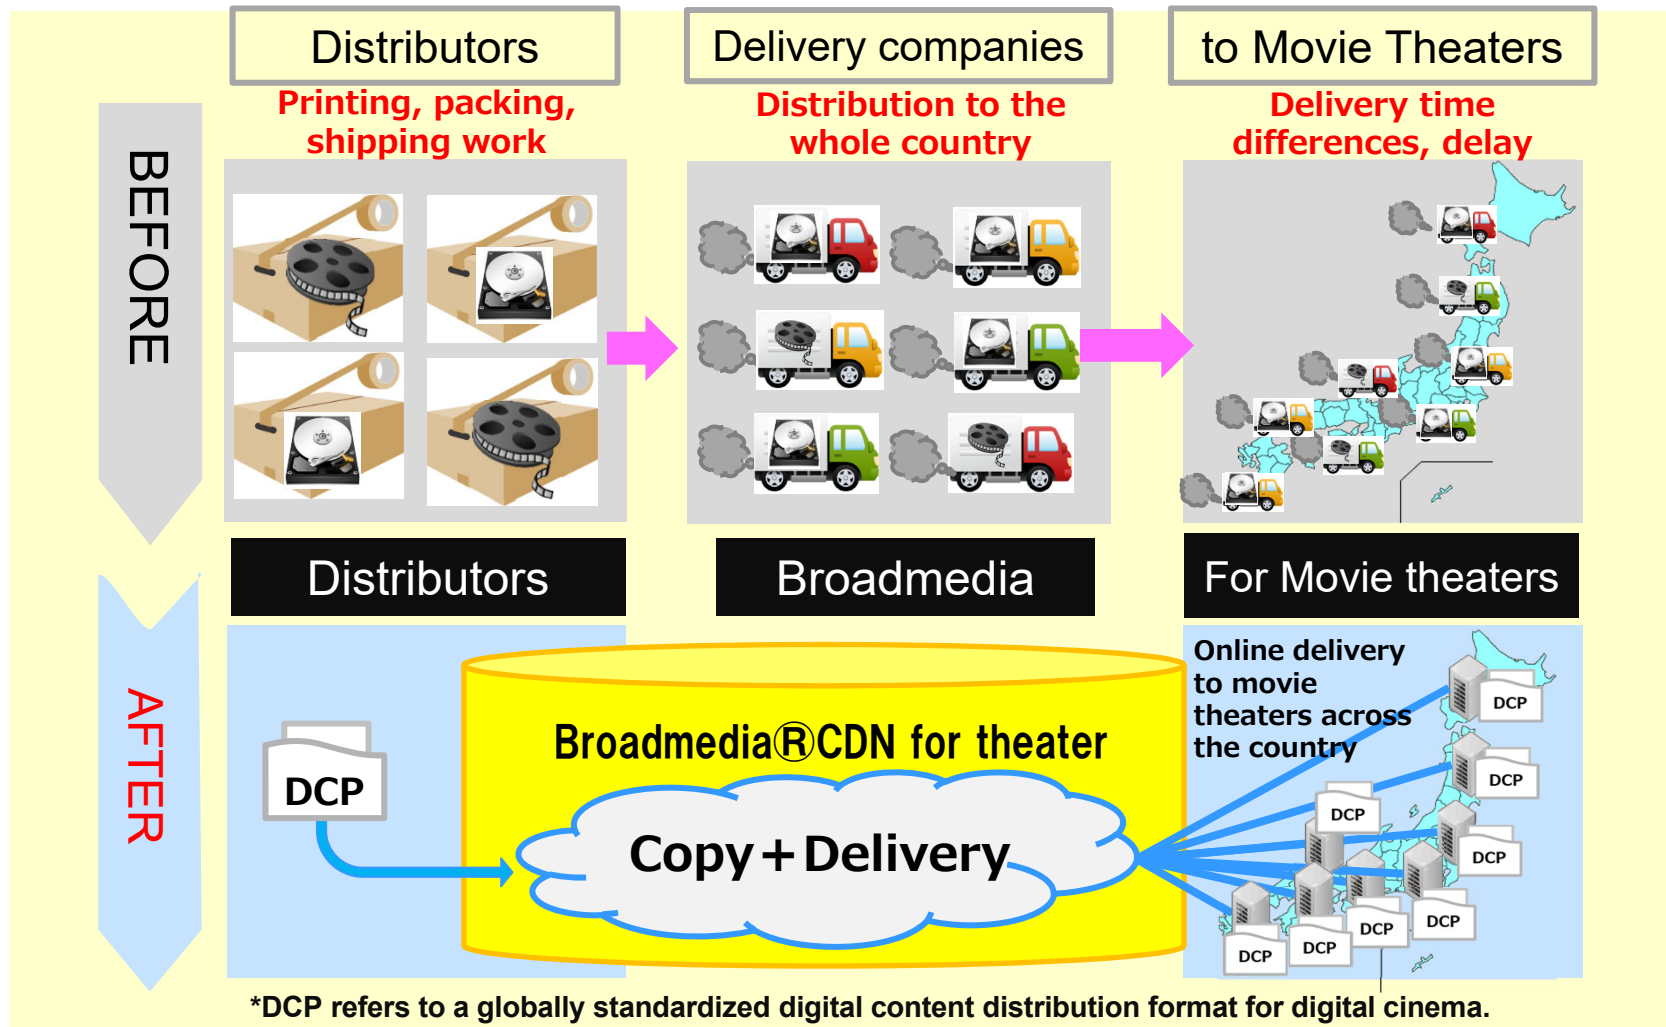 Distributors
Delivery companies
to Movie Theaters
BEFORE
Printing, packing,
shipping work
Distribution to the
whole country
Delivery time
differences, delay
Distributors
Broadmedia
For Movie theaters
AFTER
DCP
Broadmedia®CDN for theater
Copy+Delivery
Online delivery
to movie
theaters across
the country
DCP
DCP
DCP
DCP
DCP
DCP
DCP
DCP
*DCP refers to a globally standardized digital content distribution format for digital cinema.